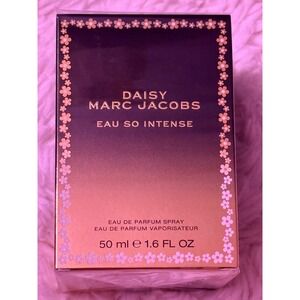 DAISY
MARC JACOBS
EAU SO INTENSE
EAU DE PARFUM SPRAY
EAU DE PARFUM VAPORISATEUR
50 ml ℮ 1.6 FL OZ